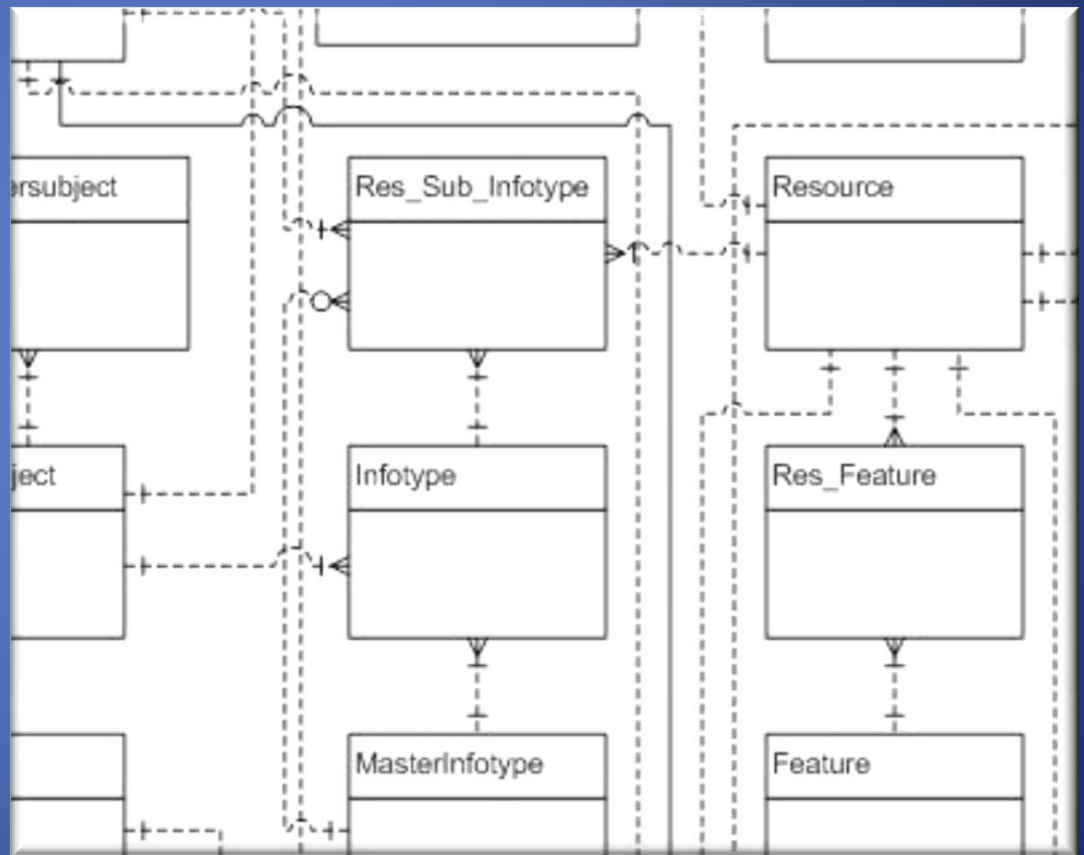 ersubject
Res_Sub_Infotype
Resource
ject
Infotype
Res_Feature
MasterInfotype
Feature